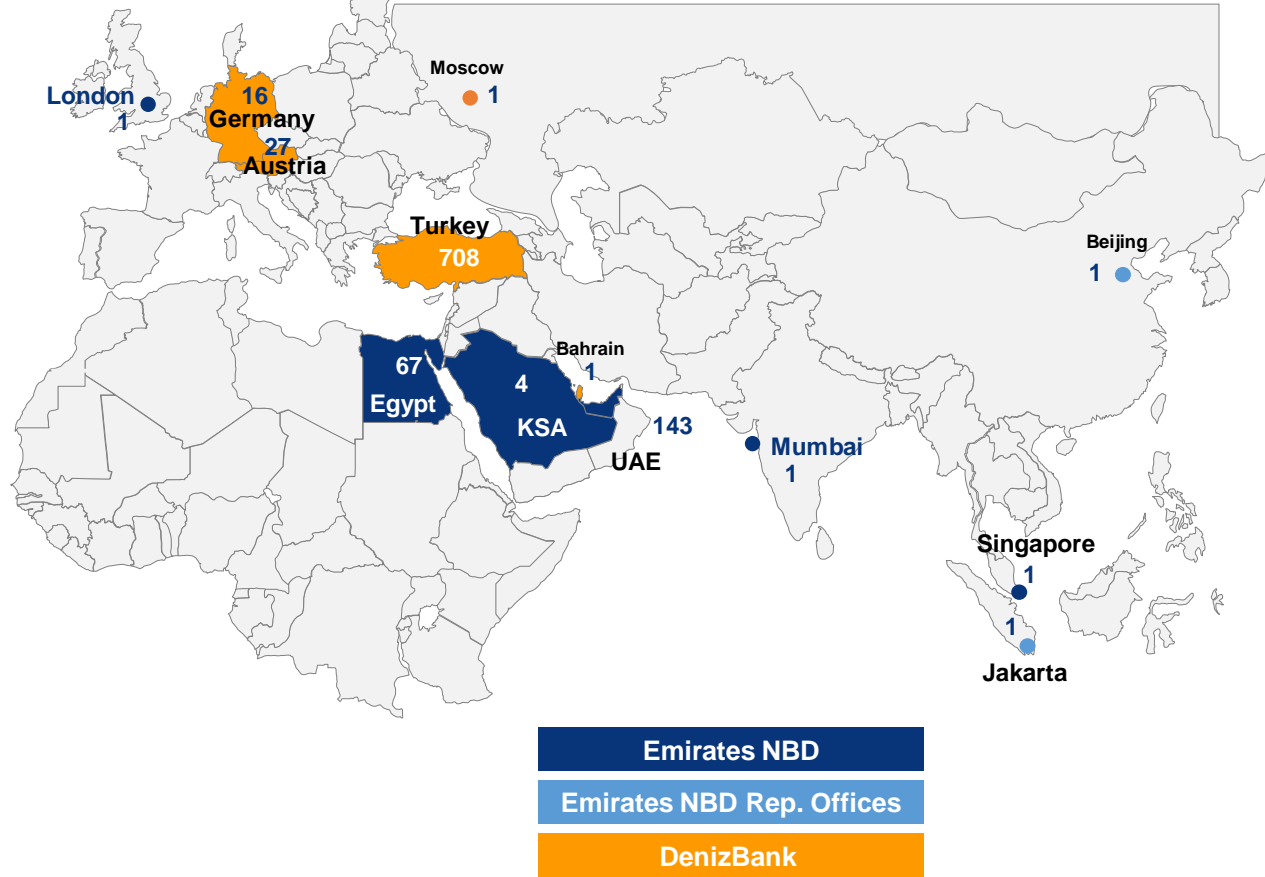 Moscow
1
London
1
16
Germany
27
Austria
Turkey
708
Beijing
1
Bahrain
1
67
Egypt
4
KSA
143
UAE
Mumbai
1
Singapore
1
1
Jakarta
Emirates NBD
Emirates NBD Rep. Offices
DenizBank